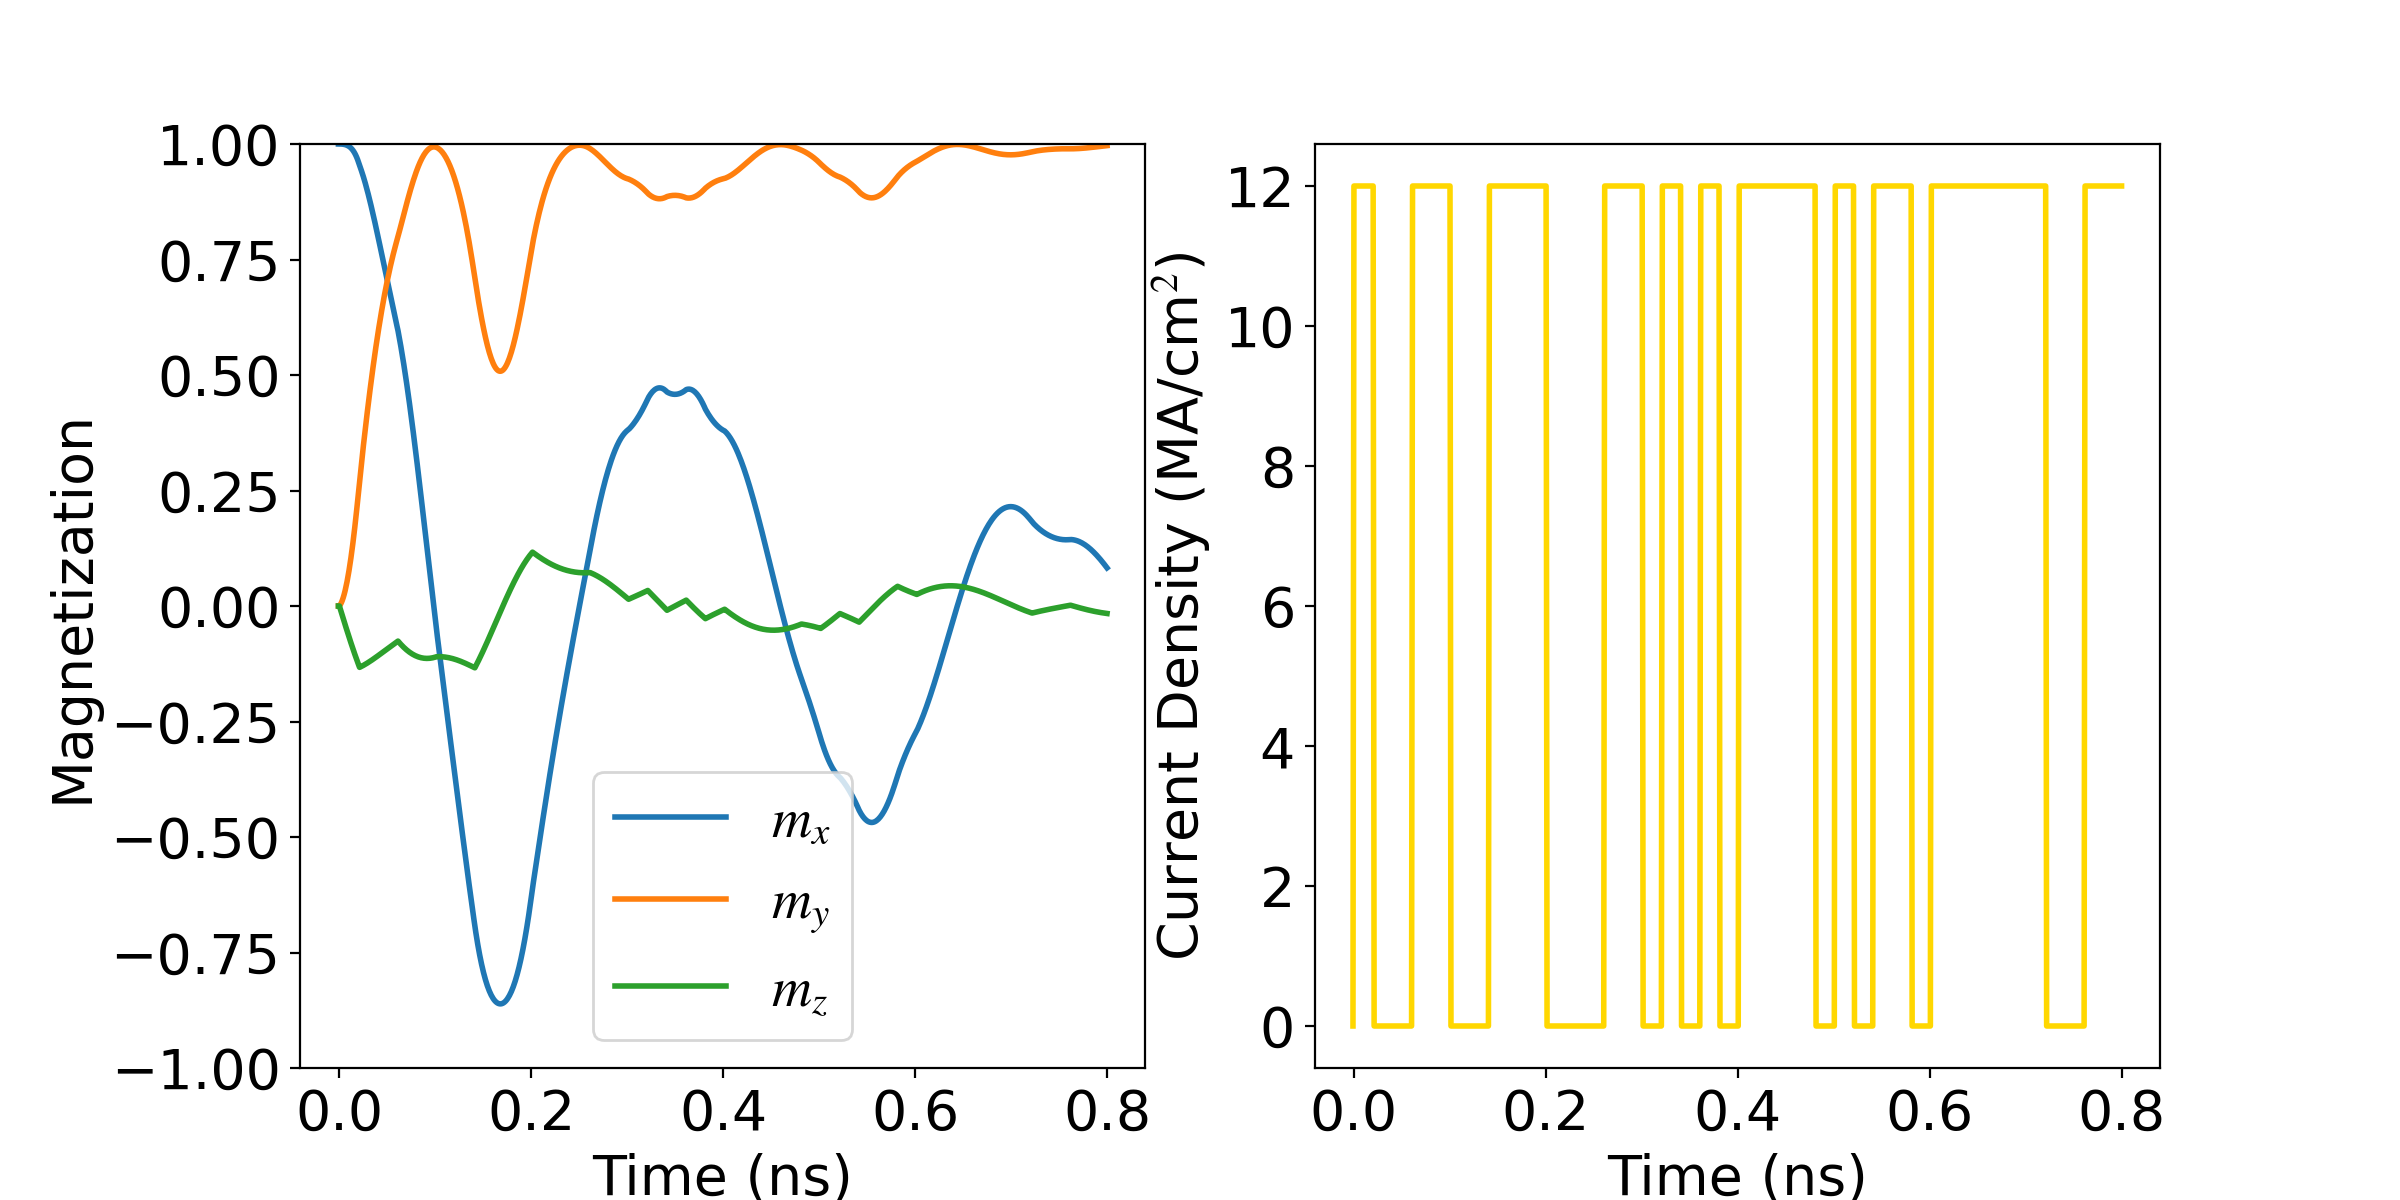 Magnetization
1.00
0.75
0.50
0.25
0.00
−0.25
−0.50
−0.75
−1.00
0.0 0.2 0.4 0.6 0.8
Time (ns)
m_x
m_y
m_z
Current Density (MA/cm²)
12
10
8
6
4
2
0
0.0 0.2 0.4 0.6 0.8
Time (ns)